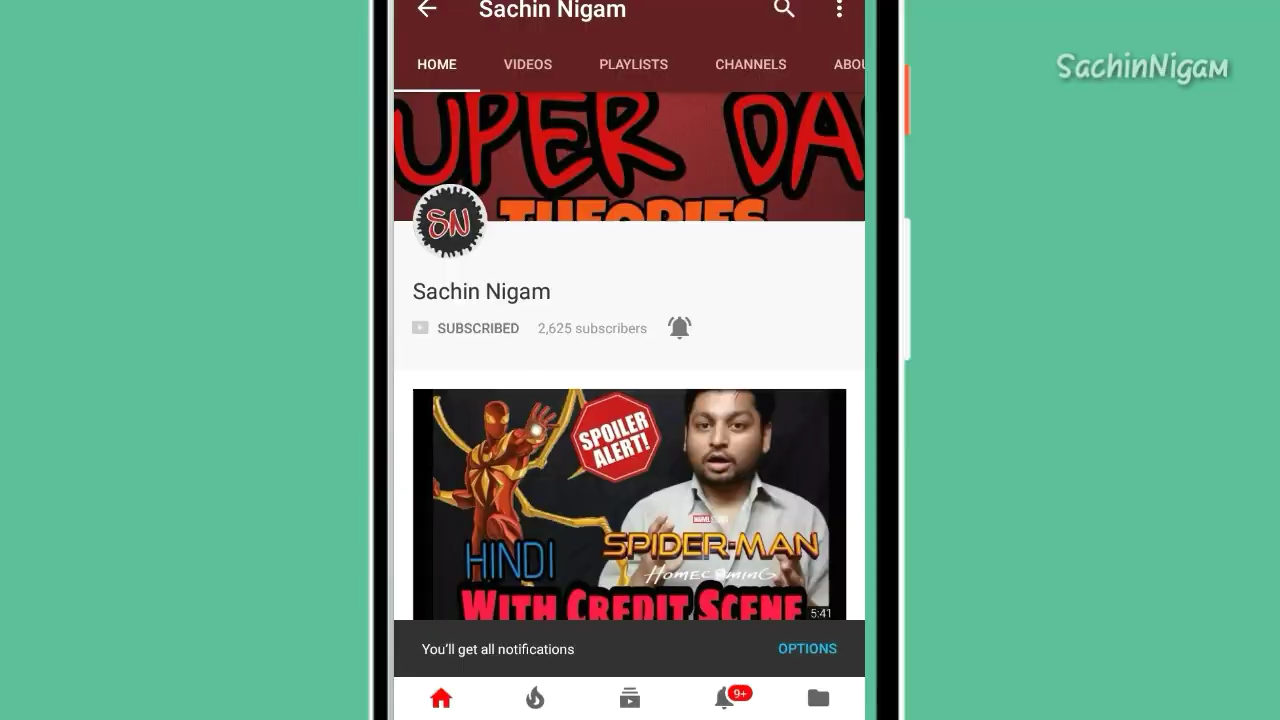 Sachin Nigam
SachinNigam
HOME VIDEOS PLAYLISTS CHANNELS ABOU
UPER DA
THEORIES
SN
Sachin Nigam
SUBSCRIBED 2,625 subscribers
SPOILER
ALERT!
MARVEL
SPIDER-MAN
HINDI
HOMECOMING
WITH CREDIT SCENE
5:41
You'll get all notifications OPTIONS
9+